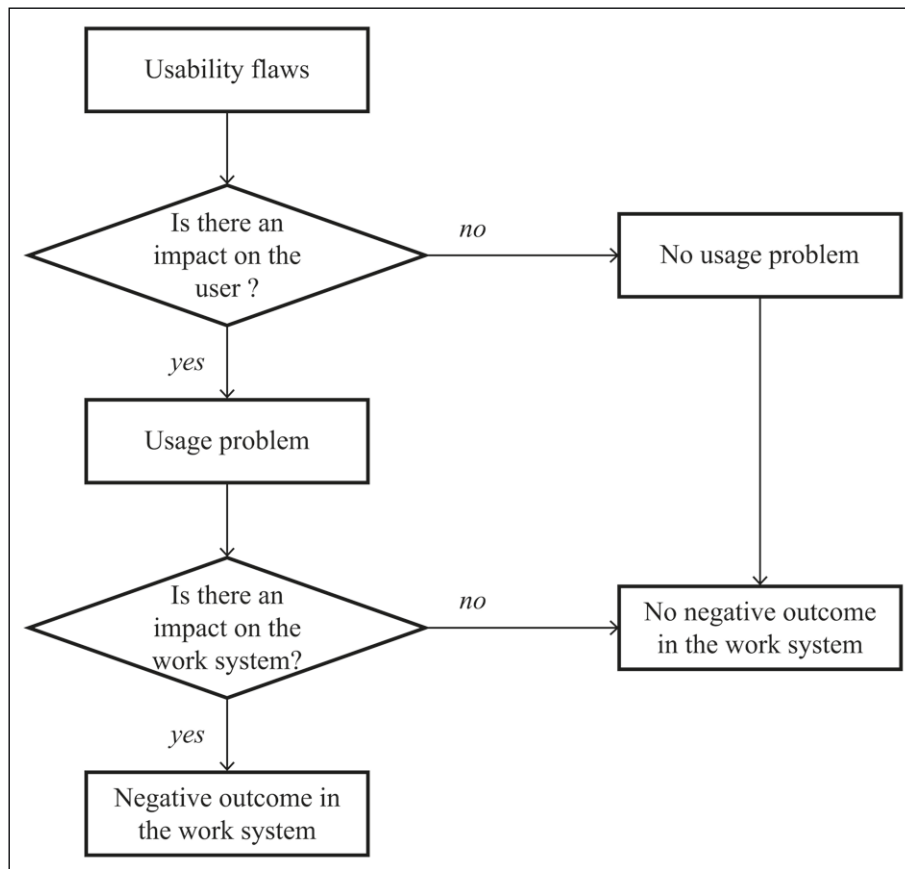 Usability flaws
Is there an
impact on the
user ?
no
No usage problem
yes
Usage problem
Is there an
impact on the
work system?
no
No negative outcome
in the work system
yes
Negative outcome in
the work system